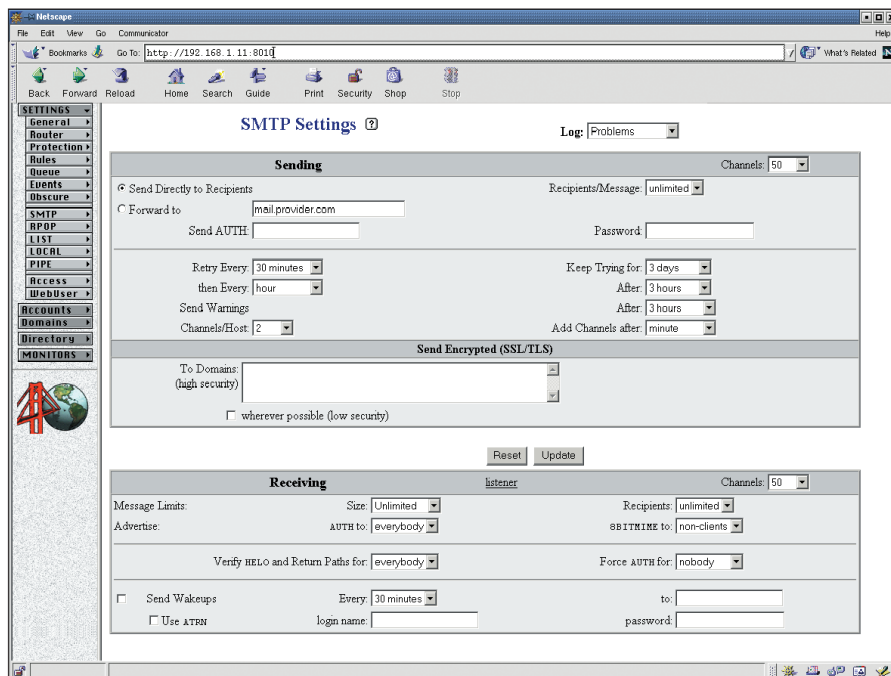 Netscape
File Edit View Go Communicator Help
Bookmarks Go To: http://192.168.1.11:8010 What's Related
Back Forward Reload Home Search Guide Print Security Shop Stop
SETTINGS
General
Router
Protection
Rules
Queue
Events
Obscure
SMTP
RPOP
LIST
LOCAL
PIPE
Access
WebUser
Accounts
Domains
Directory
MONITORS
SMTP Settings ? Log: Problems
Sending Channels: 50
Send Directly to Recipients Recipients/Message: unlimited
Forward to mail.provider.com
Send AUTH: Password:
Retry Every: 30 minutes Keep Trying for: 3 days
then Every: hour After: 3 hours
Send Warnings After: 3 hours
Channels/Host: 2 Add Channels after: minute
Send Encrypted (SSL/TLS)
To Domains:
(high security)
wherever possible (low security)
Reset Update
Receiving listener Channels: 50
Message Limits: Size: Unlimited Recipients: unlimited
Advertise: AUTH to: everybody 8BITMIME to: non-clients
Verify HELO and Return Paths for: everybody Force AUTH for: nobody
Send Wakeups Every: 30 minutes to:
Use ATRN login name: password: